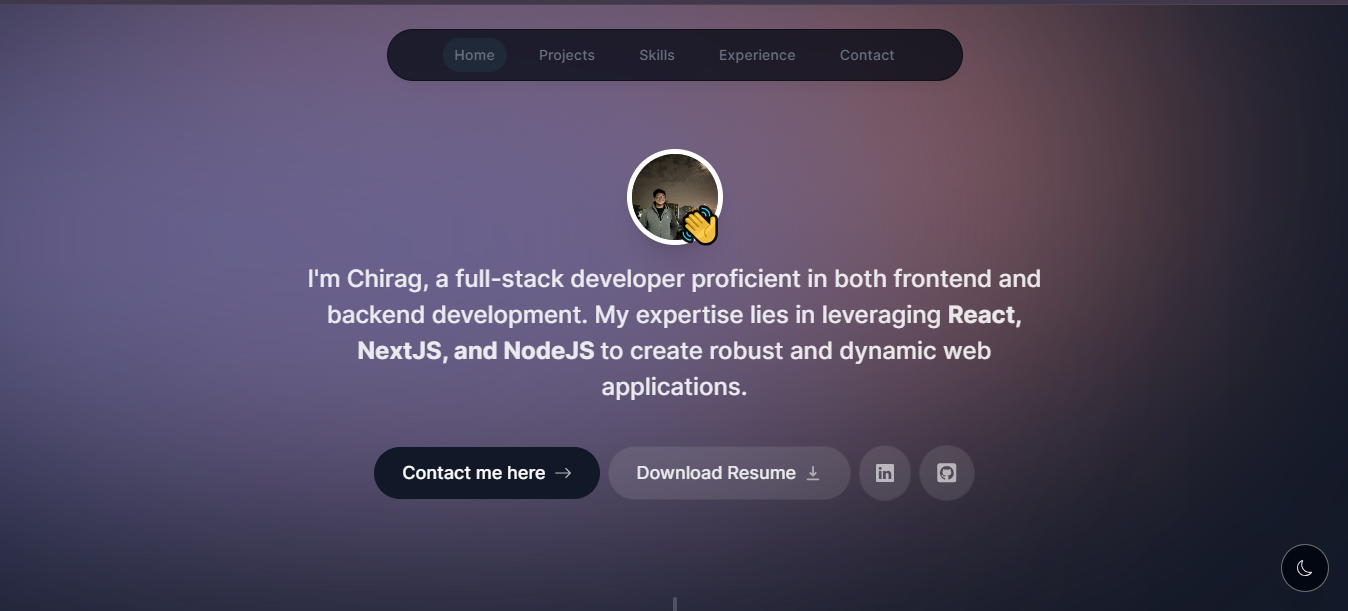 Home Projects Skills Experience Contact
I'm Chirag, a full-stack developer proficient in both frontend and
backend development. My expertise lies in leveraging React,
NextJS, and NodeJS to create robust and dynamic web
applications.
Contact me here Download Resume in